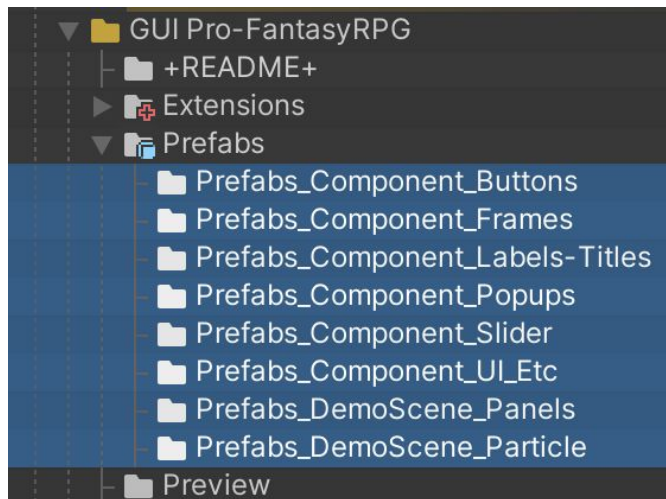 GUI Pro-FantasyRPG
+README+
Extensions
Prefabs
Prefabs_Component_Buttons
Prefabs_Component_Frames
Prefabs_Component_Labels-Titles
Prefabs_Component_Popups
Prefabs_Component_Slider
Prefabs_Component_UI_Etc
Prefabs_DemoScene_Panels
Prefabs_DemoScene_Particle
Preview